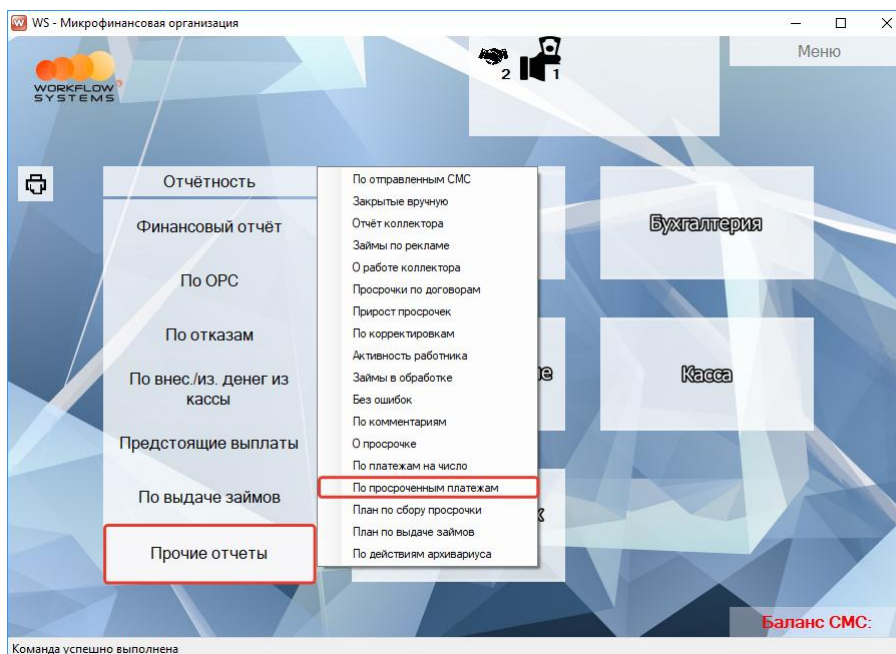 WS - Микрофинансовая организация
Меню
WORKFLOW
SYSTEMS
2
1
Отчётность
Финансовый отчёт
По ОРС
По отказам
По внес./из. денег из
кассы
Предстоящие выплаты
По выдаче займов
Прочие отчеты
По отправленным СМС
Закрытые вручную
Отчёт коллектора
Займы по рекламе
О работе коллектора
Просрочки по договорам
Прирост просрочек
По корректировкам
Активность работника
Займы в обработке
Без ошибок
По комментариям
О просрочке
По платежам на число
По просроченным платежам
План по сбору просрочки
План по выдаче займов
По действиям архивариуса
Бухгалтерия
Касса
Баланс СМС:
Команда успешно выполнена